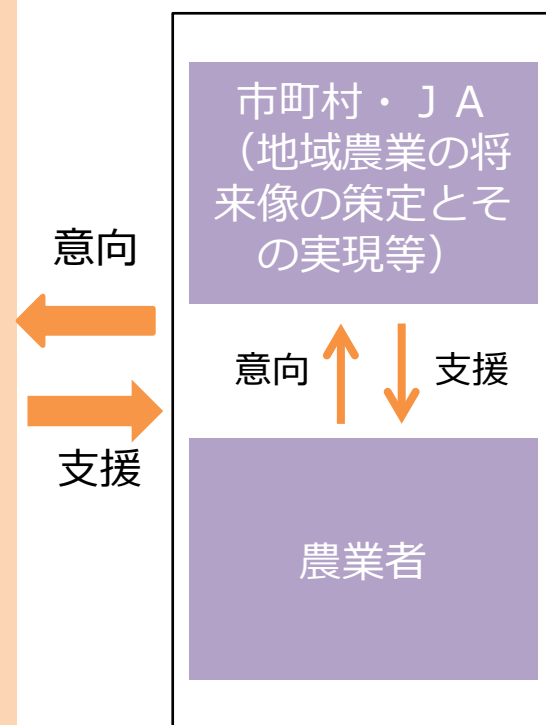 市町村・ＪＡ
（地域農業の将
来像の策定とそ
の実現等）
意向
意向
支援
支援
農業者